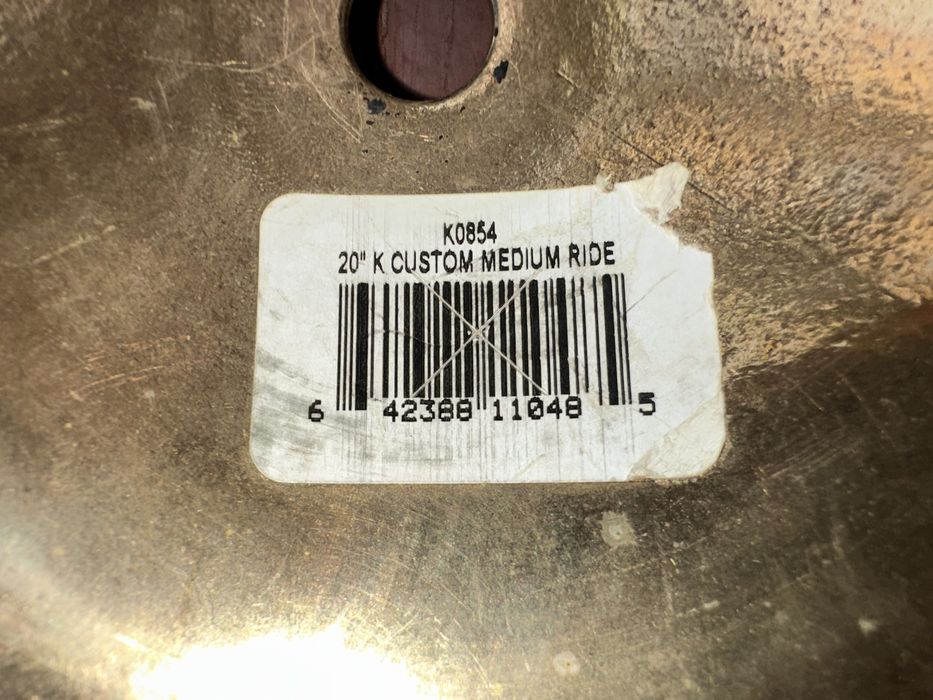 K0854
20" K CUSTOM MEDIUM RIDE
6 42388 11048 5